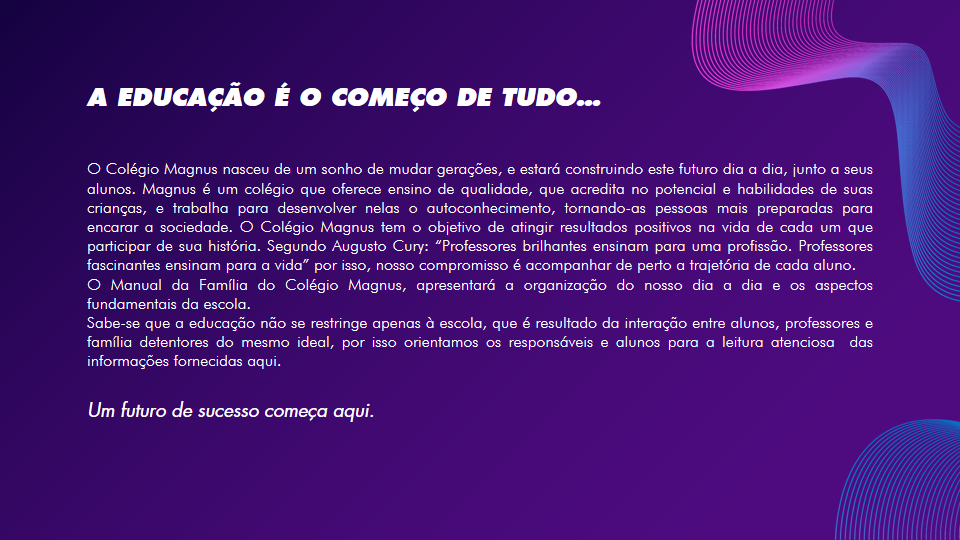 A EDUCAÇÃO É O COMEÇO DE TUDO...
O Colégio Magnus nasceu de um sonho de mudar gerações, e estará construindo este futuro dia a dia, junto a seus
alunos. Magnus é um colégio que oferece ensino de qualidade, que acredita no potencial e habilidades de suas
crianças, e trabalha para desenvolver nelas o autoconhecimento, tornando-as pessoas mais preparadas para
encarar a sociedade. O Colégio Magnus tem o objetivo de atingir resultados positivos na vida de cada um que
participar de sua história. Segundo Augusto Cury: “Professores brilhantes ensinam para uma profissão. Professores
fascinantes ensinam para a vida” por isso, nosso compromisso é acompanhar de perto a trajetória de cada aluno.
O Manual da Família do Colégio Magnus, apresentará a organização do nosso dia a dia e os aspectos
fundamentais da escola.
Sabe-se que a educação não se restringe apenas à escola, que é resultado da interação entre alunos, professores e
família detentores do mesmo ideal, por isso orientamos os responsáveis e alunos para a leitura atenciosa das
informações fornecidas aqui.
Um futuro de sucesso começa aqui.